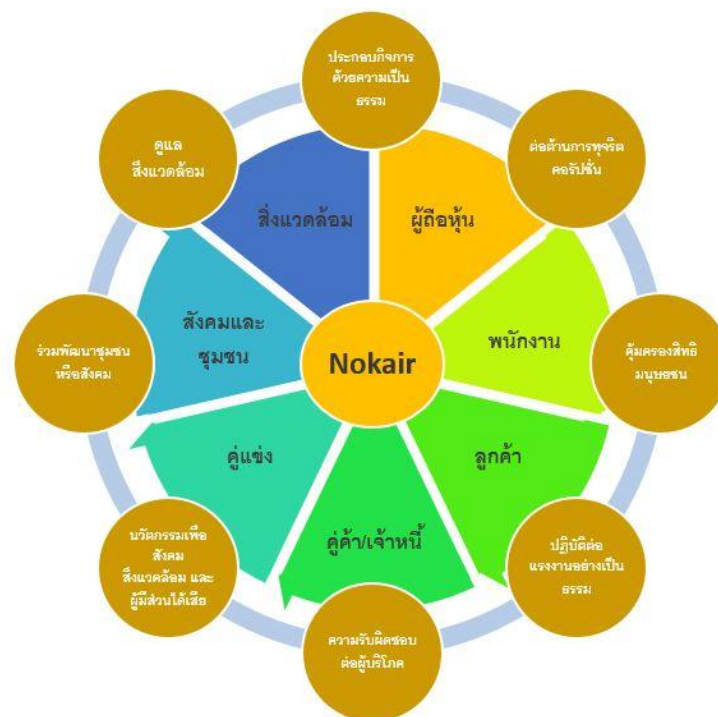 ประกอบกิจการ
ด้วยความเป็น
ธรรม
ต่อต้านการทุจริต
คอรัปชั่น
คุ้มครองสิทธิ
มนุษยชน
ปฏิบัติต่อ
แรงงานอย่างเป็น
ธรรม
ความรับผิดชอบ
ต่อผู้บริโภค
นวัตกรรมเพื่อ
สังคม
สิ่งแวดล้อม และ
ผู้มีส่วนได้เสีย
ร่วมพัฒนาชุมชน
หรือสังคม
ดูแล
สิ่งแวดล้อม
ผู้ถือหุ้น
พนักงาน
ลูกค้า
คู่ค้า/เจ้าหนี้
คู่แข่ง
สังคมและ
ชุมชน
สิ่งแวดล้อม
Nokair